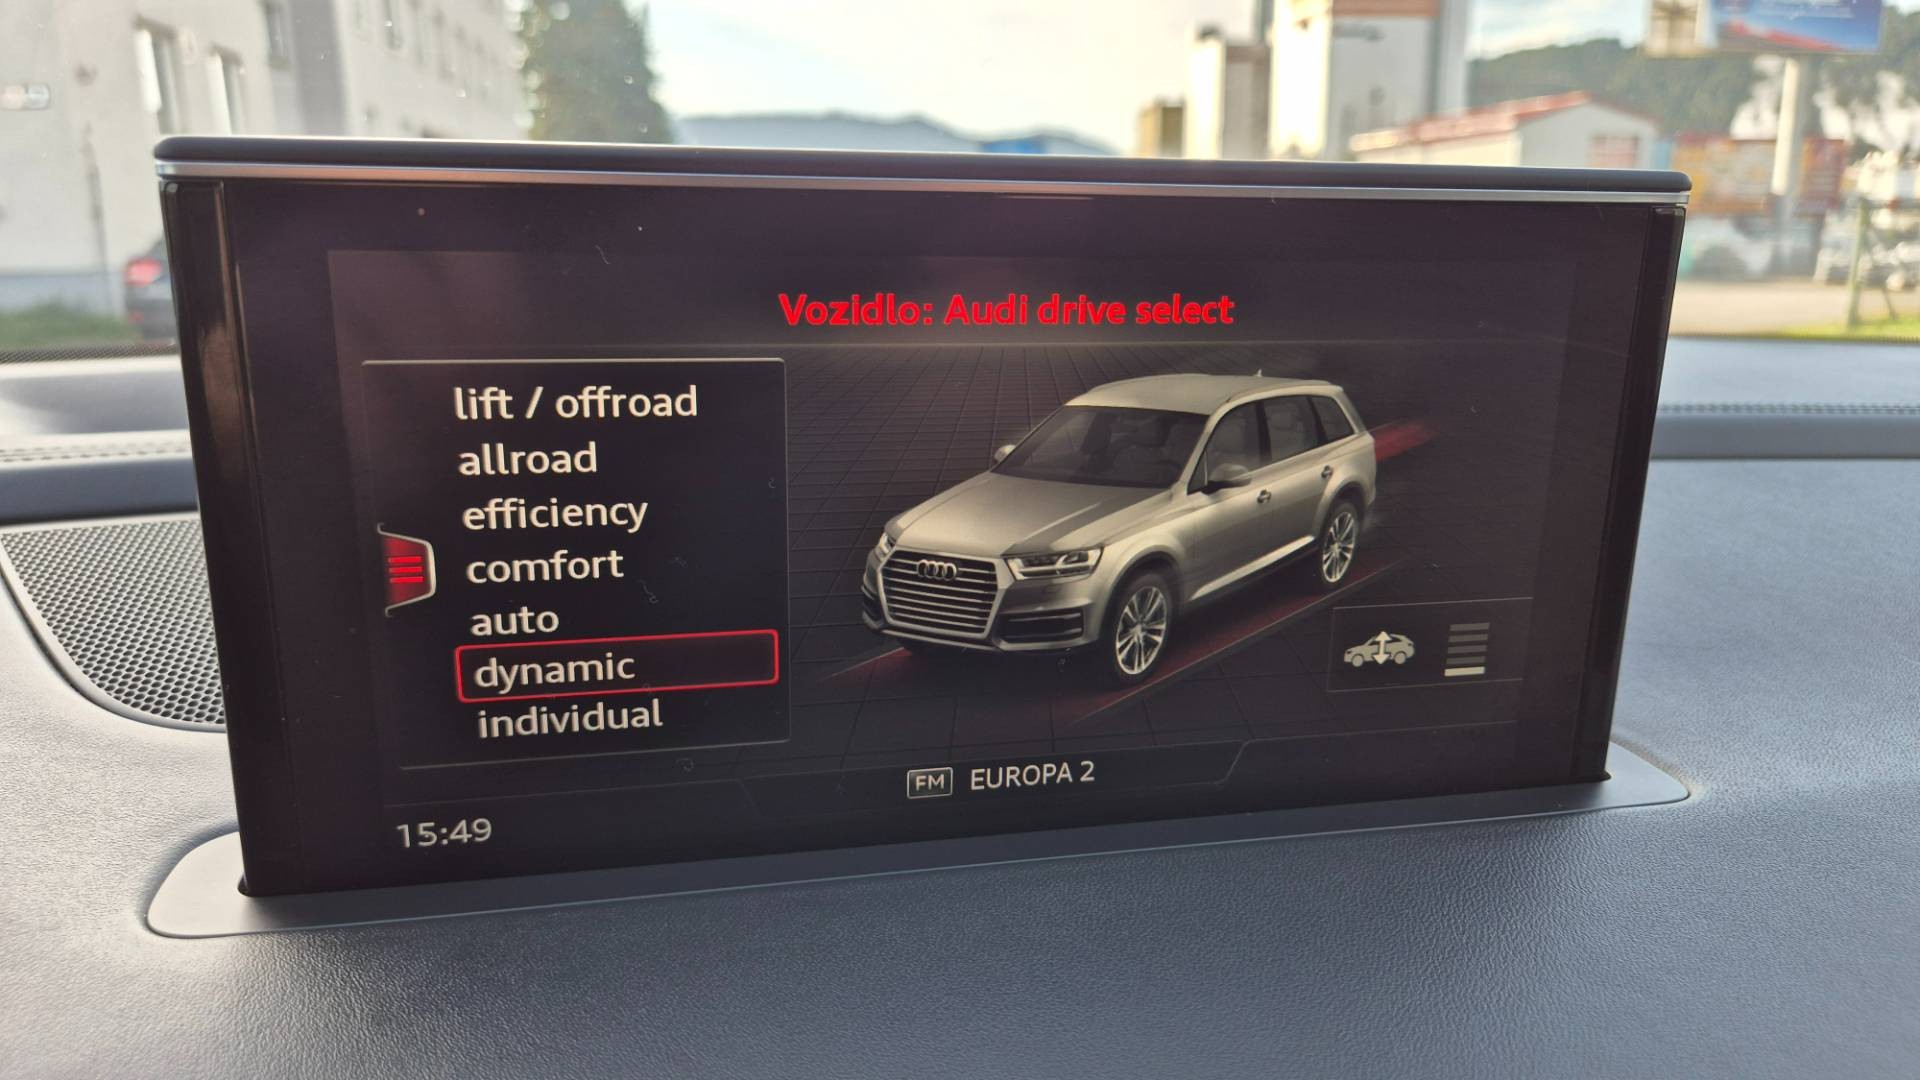 Vozidlo: Audi drive select
lift / offroad
allroad
efficiency
comfort
auto
dynamic
individual
FM EUROPA 2
15:49